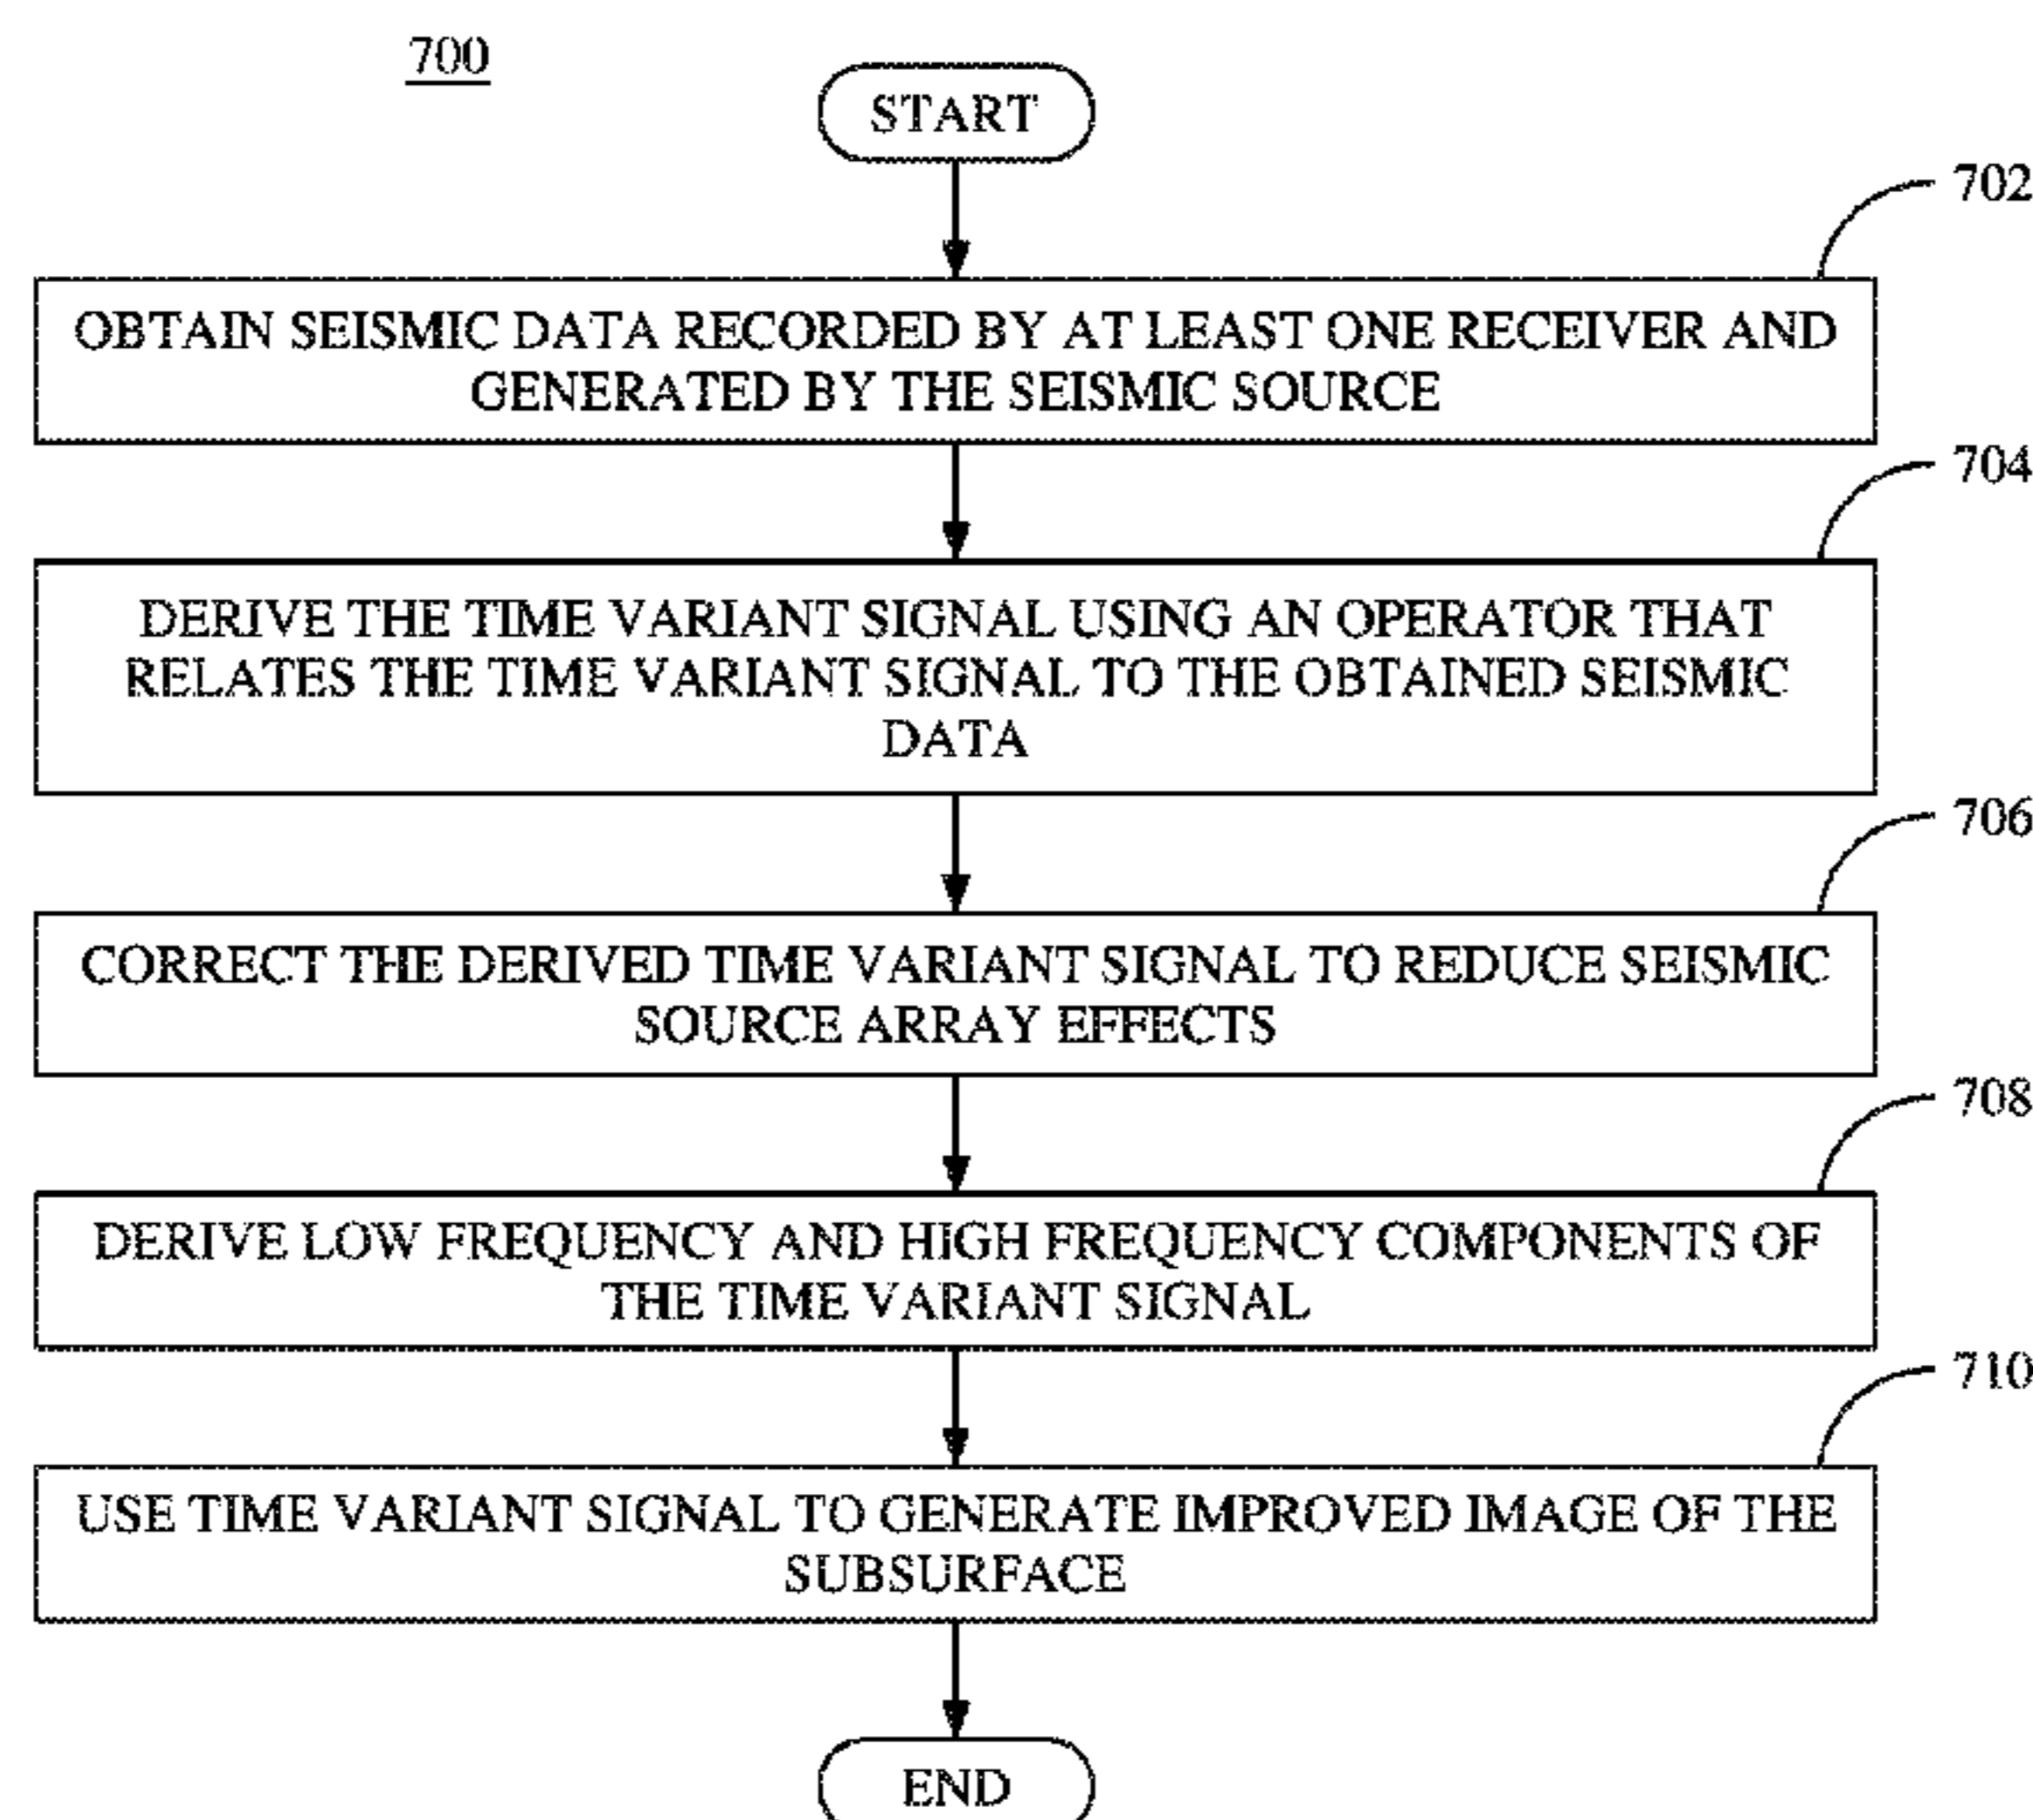 700
START
702
OBTAIN SEISMIC DATA RECORDED BY AT LEAST ONE RECEIVER AND
GENERATED BY THE SEISMIC SOURCE
704
DERIVE THE TIME VARIANT SIGNAL USING AN OPERATOR THAT
RELATES THE TIME VARIANT SIGNAL TO THE OBTAINED SEISMIC
DATA
706
CORRECT THE DERIVED TIME VARIANT SIGNAL TO REDUCE SEISMIC
SOURCE ARRAY EFFECTS
708
DERIVE LOW FREQUENCY AND HIGH FREQUENCY COMPONENTS OF
THE TIME VARIANT SIGNAL
710
USE TIME VARIANT SIGNAL TO GENERATE IMPROVED IMAGE OF THE
SUBSURFACE
END